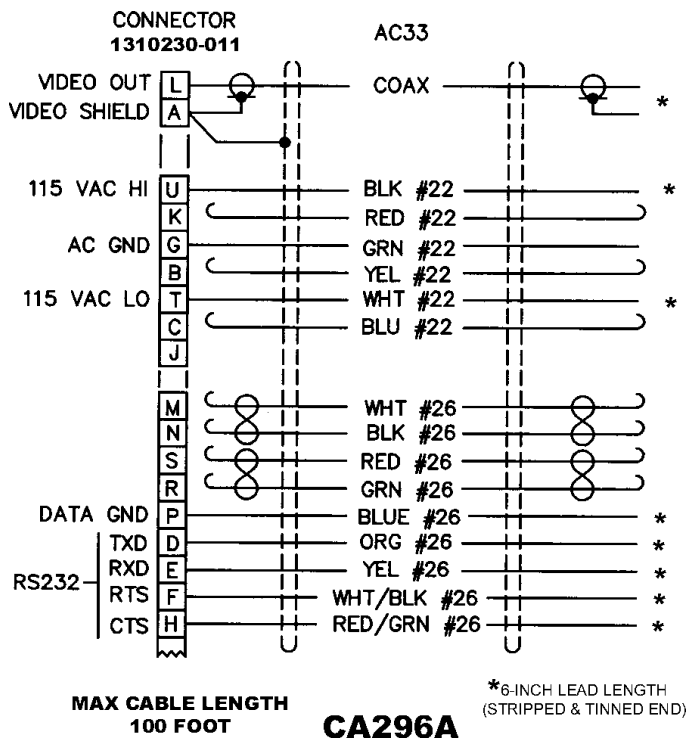 CONNECTOR
1310230-011
AC33
VIDEO OUT L COAX
VIDEO SHIELD A *
115 VAC HI U BLK #22 *
K RED #22
AC GND G GRN #22
B YEL #22
115 VAC LO T WHT #22 *
C BLU #22
J
M WHT #26
N BLK #26
S RED #26
R GRN #26
DATA GND P BLUE #26 *
TXD D ORG #26 *
RXD E YEL #26 *
RS232
RTS F WHT/BLK #26 *
CTS H RED/GRN #26 *
MAX CABLE LENGTH
100 FOOT
CA296A
*6-INCH LEAD LENGTH
(STRIPPED & TINNED END)